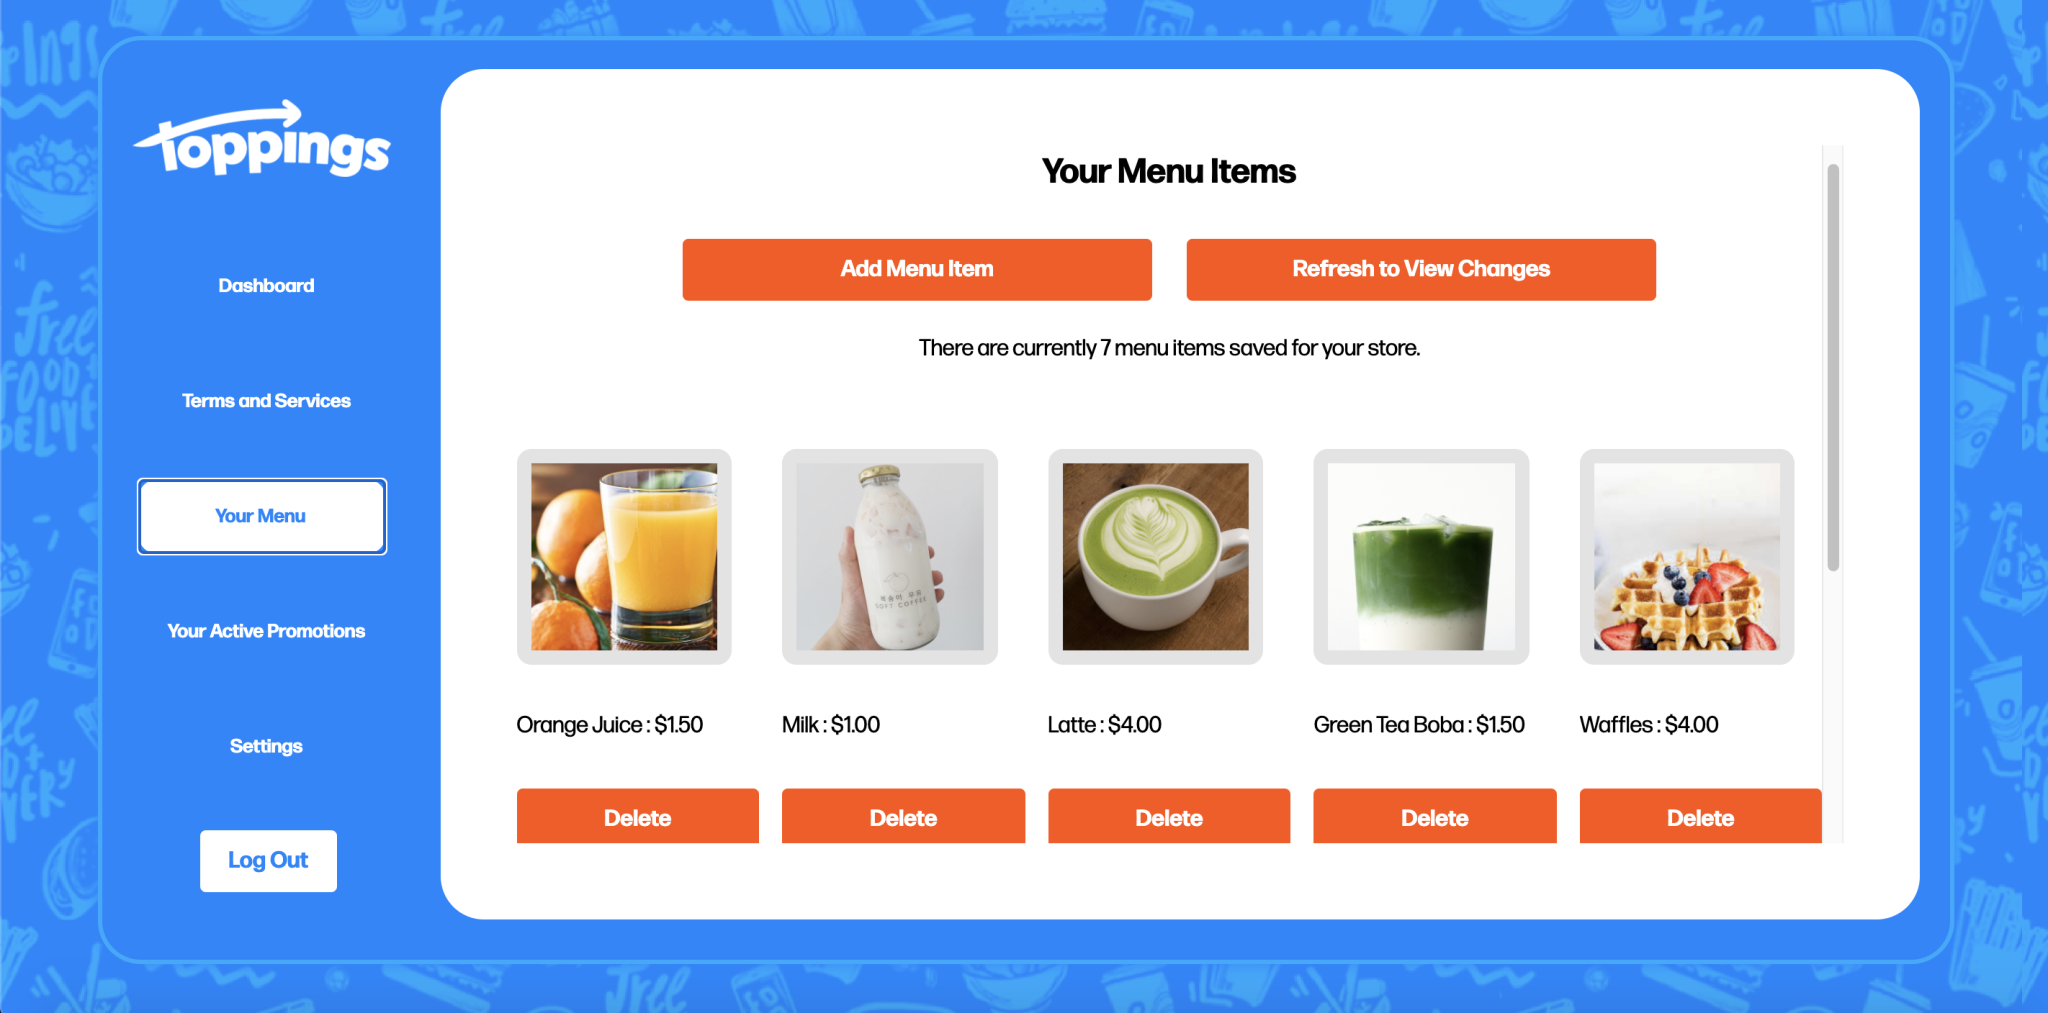 Toppings
Dashboard
Terms and Services
Your Menu
Your Active Promotions
Settings
Log Out
Your Menu Items
Add Menu Item
Refresh to View Changes
There are currently 7 menu items saved for your store.
SOFT COFFEE
Orange Juice : $1.50
Milk : $1.00
Latte : $4.00
Green Tea Boba : $1.50
Waffles : $4.00
Delete
Delete
Delete
Delete
Delete